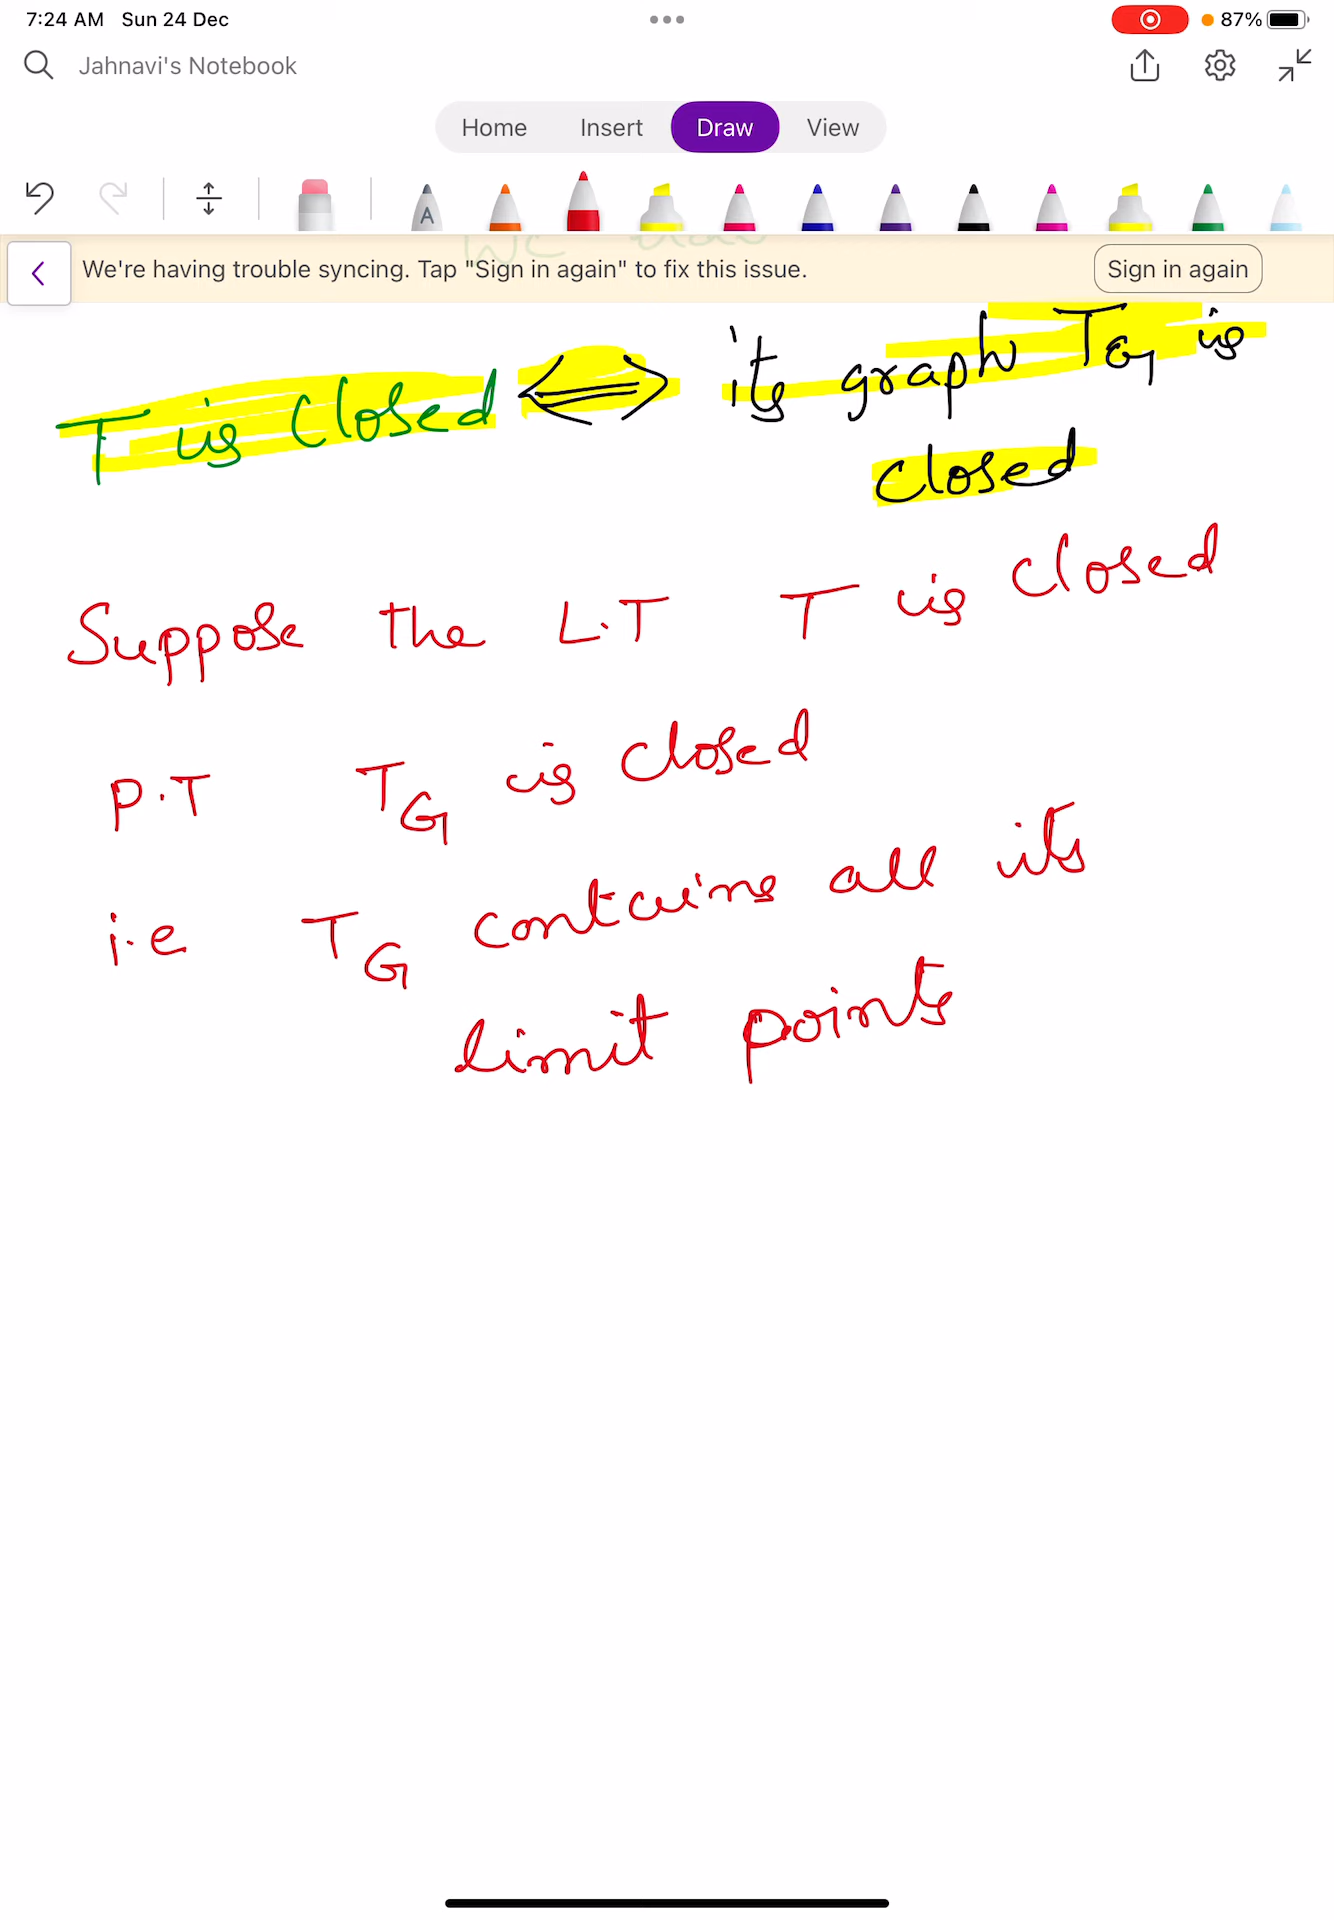 7:24 AM Sun 24 Dec
87%
Jahnavi's Notebook
Home Insert Draw View
A
We're having trouble syncing. Tap "Sign in again" to fix this issue.
Sign in again
T is Closed ⟺ its graph T_G is
closed
Suppose the L.T T is closed
P.T T_G is closed
i.e T_G contains all its
limit points